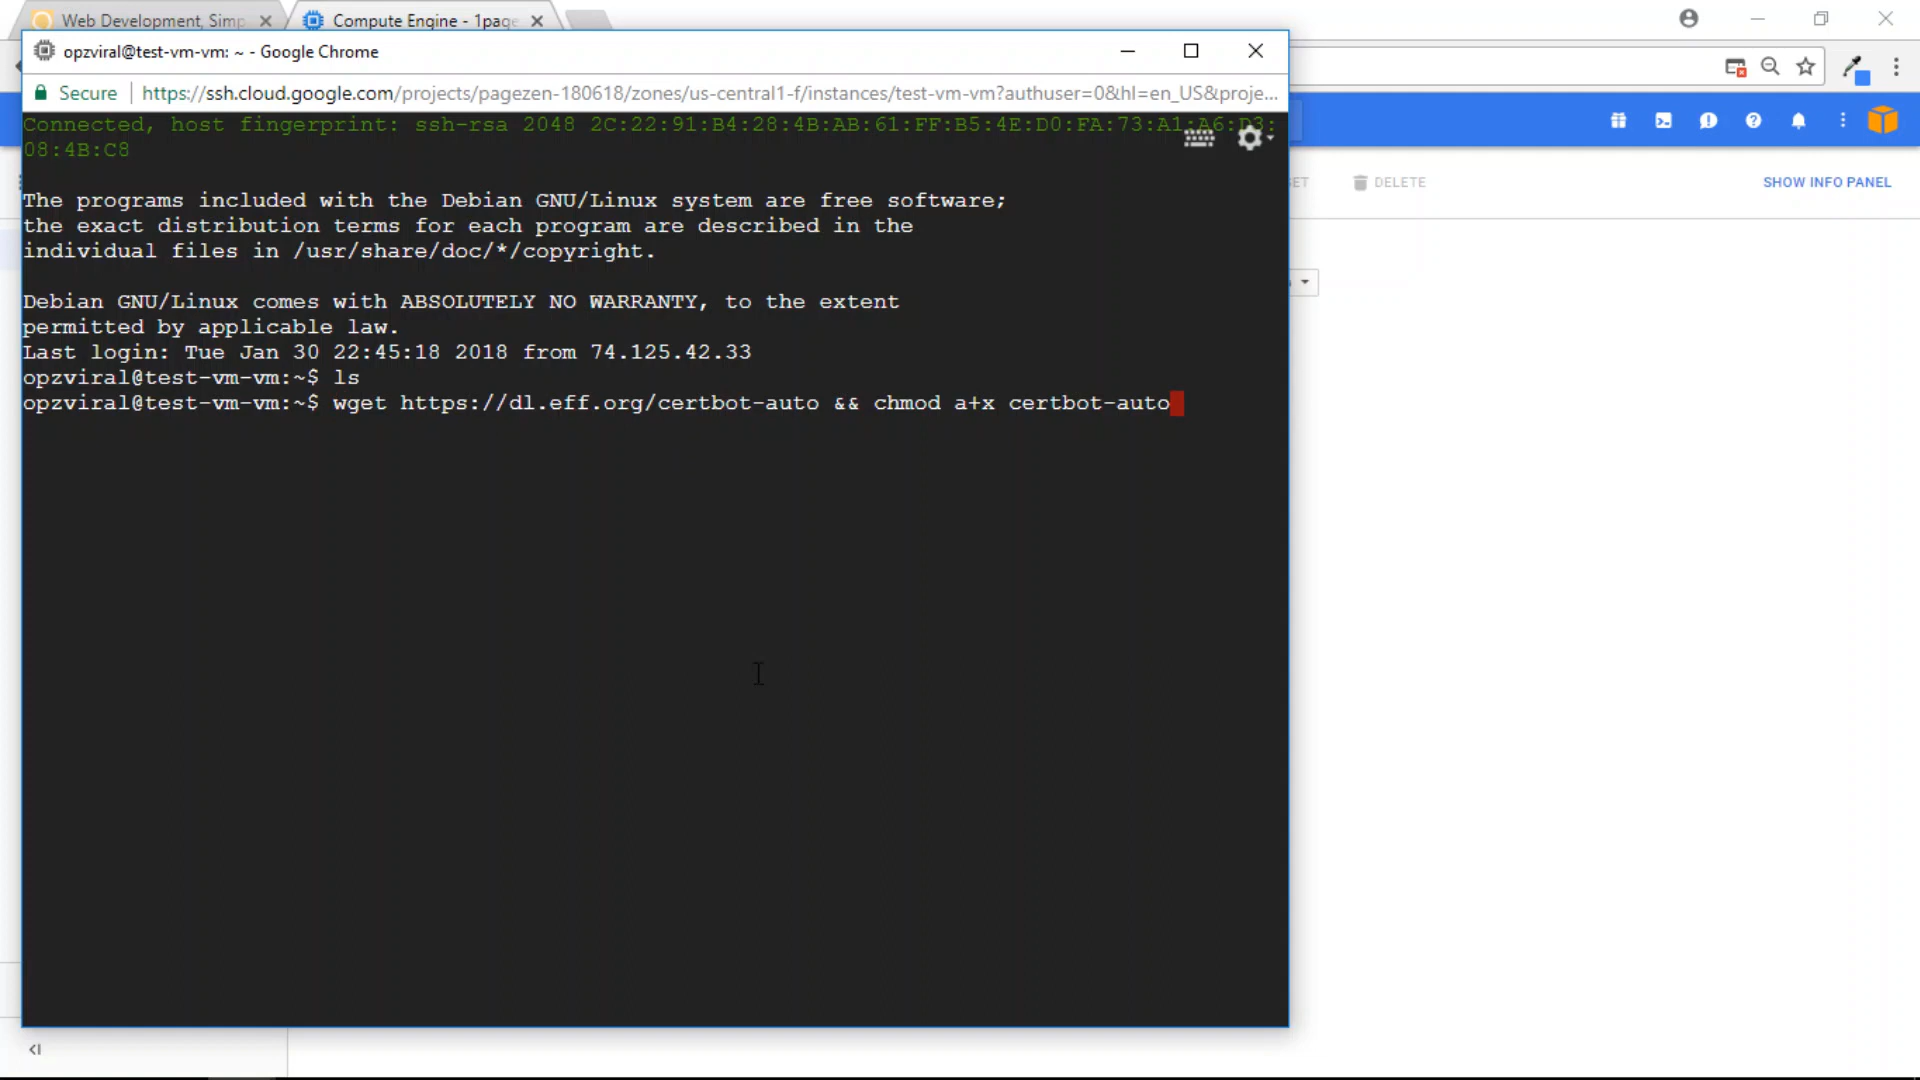 Web Development, Simp
Compute Engine - 1page
opzviral@test-vm-vm: ~ - Google Chrome
Secure
https://ssh.cloud.google.com/projects/pagezen-180618/zones/us-central1-f/instances/test-vm-vm?authuser=0&hl=en_US&proje...
Connected, host fingerprint: ssh-rsa 2048 2C:22:91:B4:28:4B:AB:61:FF:B5:4E:D0:FA:73:A1:A6:D3:
08:4B:C8
ET
DELETE
SHOW INFO PANEL
The programs included with the Debian GNU/Linux system are free software;
the exact distribution terms for each program are described in the
individual files in /usr/share/doc/*/copyright.
Debian GNU/Linux comes with ABSOLUTELY NO WARRANTY, to the extent
permitted by applicable law.
Last login: Tue Jan 30 22:45:18 2018 from 74.125.42.33
opzviral@test-vm-vm:~$ ls
opzviral@test-vm-vm:~$ wget https://dl.eff.org/certbot-auto && chmod a+x certbot-auto